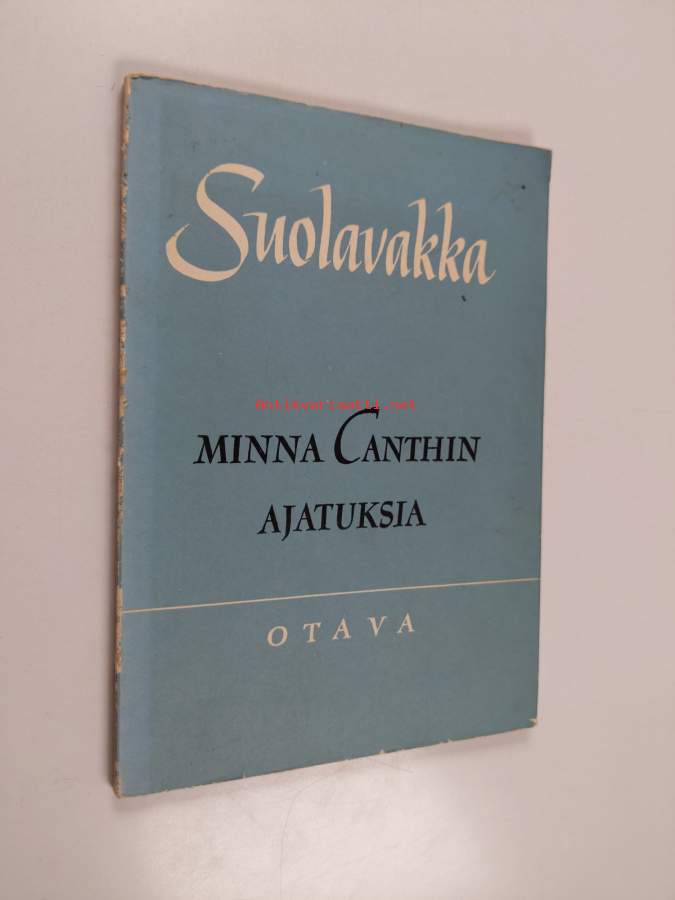 Suolavakka
Antikvariaatti.net
MINNA CANTHIN
AJATUKSIA
OTAVA